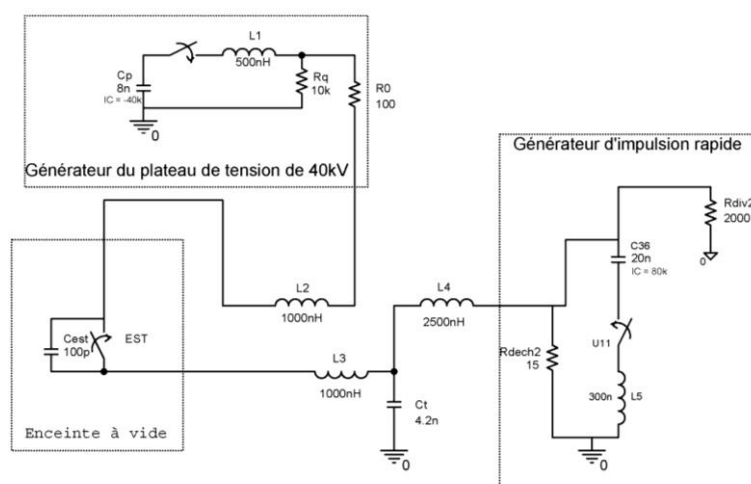 L1
500nH
Cp
8n
IC = -40k
Rq
10k
R0
100
0
Générateur du plateau de tension de 40kV
Générateur d'impulsion rapide
Rdiv2
2000
0
C36
20n
IC = 80k
L2
1000nH
L4
2500nH
Cest
100p
EST
U11
L3
1000nH
Rdech2
15
300n
L5
Ct
4.2n
Enceinte à vide
0
0